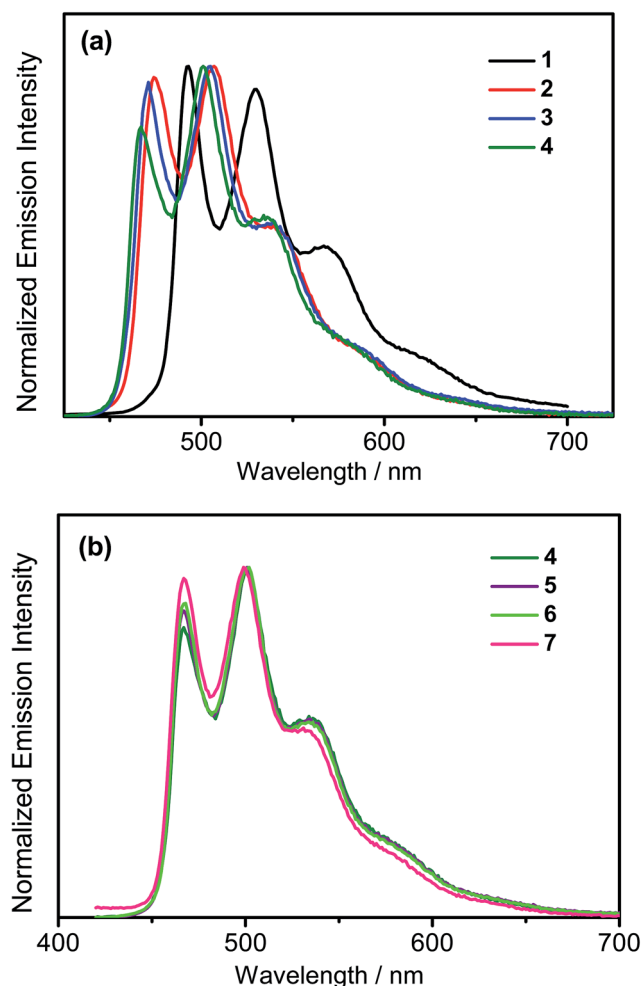 (a)
1
2
3
4
Normalized Emission Intensity
500
600
700
Wavelength / nm
(b)
4
5
6
7
Normalized Emission Intensity
400
500
600
700
Wavelength / nm